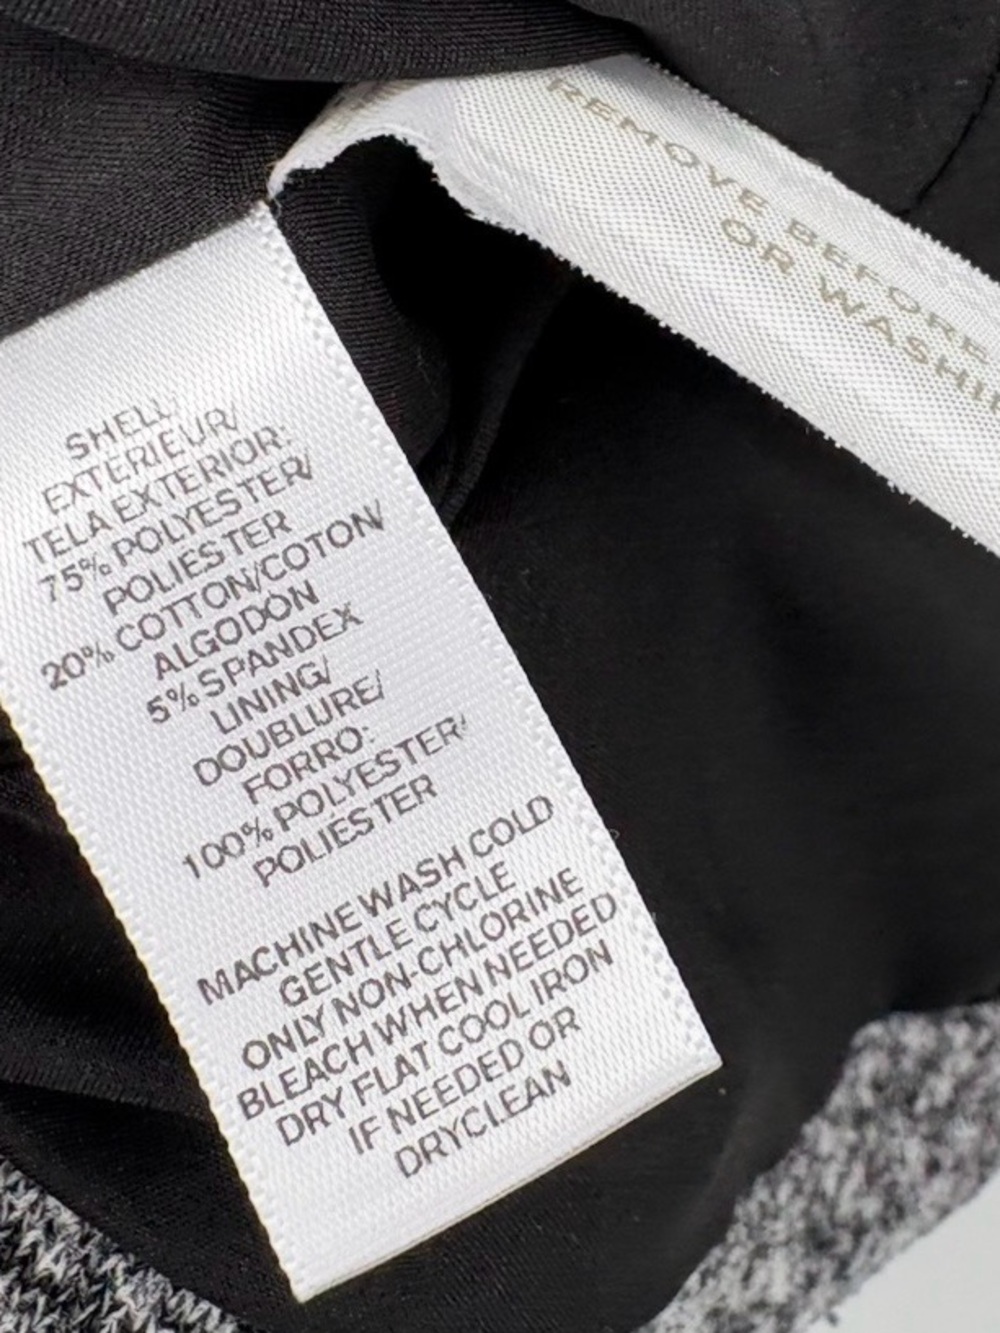 SHELL/
EXTERIEUR/
TELA EXTERIOR:
75% POLYESTER/
POLIESTER
20% COTTON/COTON/
ALGODÓN
5% SPANDEX
LINING/
DOUBLURE/
FORRO:
100% POLYESTER/
POLIÉSTER
MACHINE WASH COLD
GENTLE CYCLE
ONLY NON-CHLORINE
BLEACH WHEN NEEDED
DRY FLAT COOL IRON
IF NEEDED OR
DRYCLEAN
REMOVE BEFORE
OR